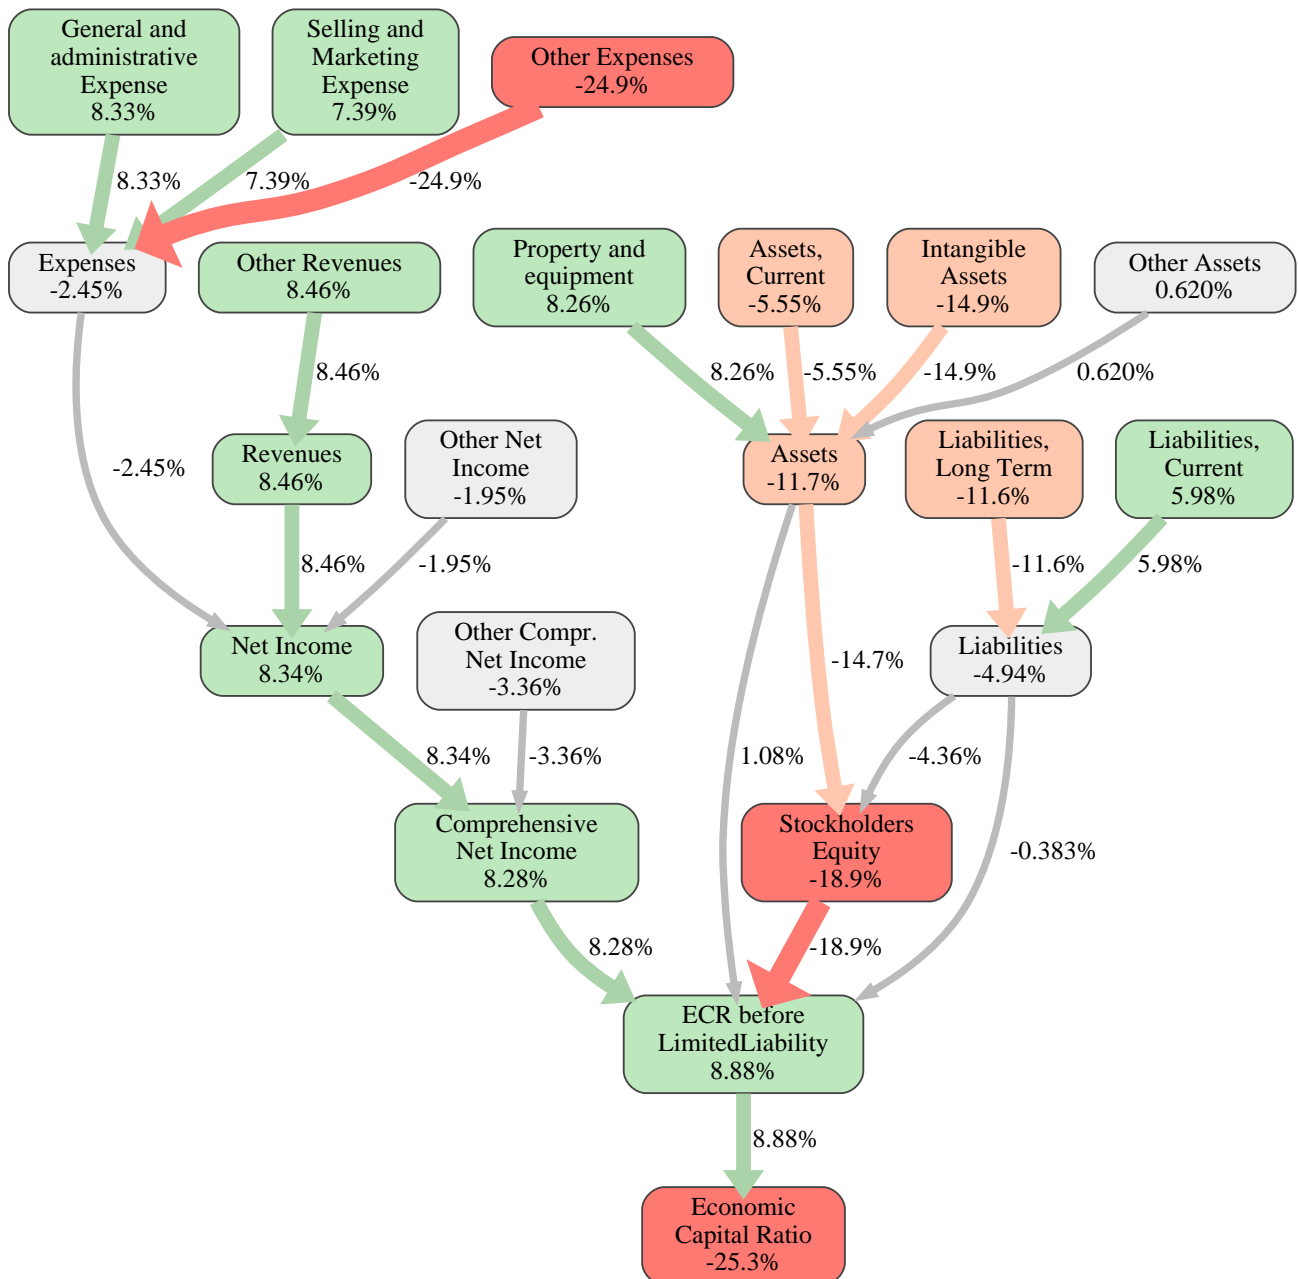 General and
administrative
Expense
8.33%
Selling and
Marketing
Expense
7.39%
Other Expenses
-24.9%
8.33%
7.39%
-24.9%
Expenses
-2.45%
Other Revenues
8.46%
Property and
equipment
8.26%
Assets,
Current
-5.55%
Intangible
Assets
-14.9%
Other Assets
0.620%
8.46%
8.26%
-5.55%
-14.9%
0.620%
-2.45%
Revenues
8.46%
Other Net
Income
-1.95%
Assets
-11.7%
Liabilities,
Long Term
-11.6%
Liabilities,
Current
5.98%
8.46%
-1.95%
-11.6%
5.98%
Net Income
8.34%
Other Compr.
Net Income
-3.36%
-14.7%
Liabilities
-4.94%
8.34%
-3.36%
1.08%
-4.36%
Comprehensive
Net Income
8.28%
Stockholders
Equity
-18.9%
-0.383%
8.28%
-18.9%
ECR before
LimitedLiability
8.88%
8.88%
Economic
Capital Ratio
-25.3%